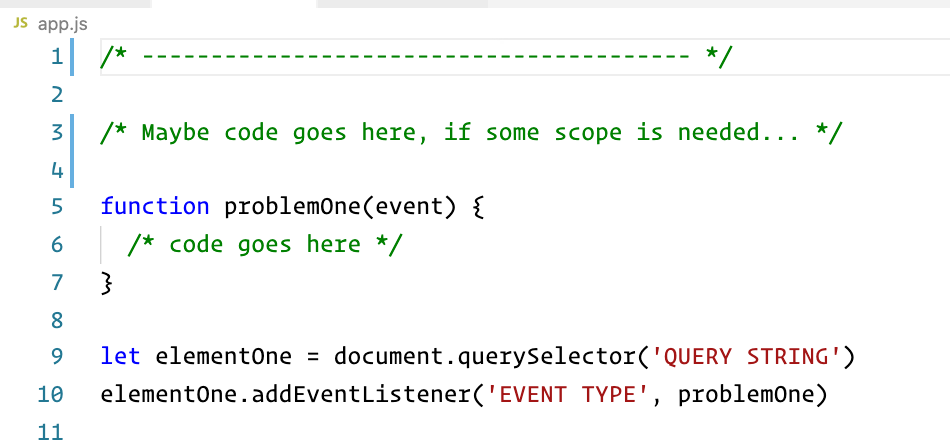 JS app.js
1 /* ---------------------------------------- */
2
3 /* Maybe code goes here, if some scope is needed... */
4
5 function problemOne(event) {
6 /* code goes here */
7 }
8
9 let elementOne = document.querySelector('QUERY STRING')
10 elementOne.addEventListener('EVENT TYPE', problemOne)
11